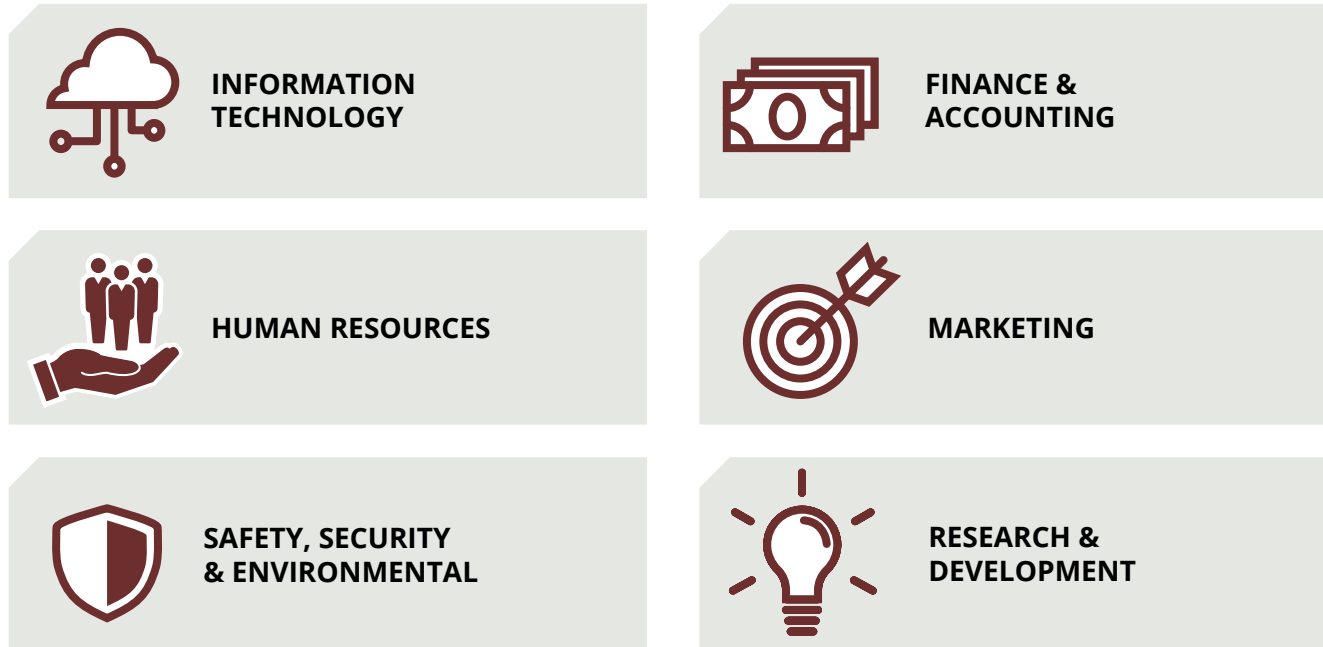 INFORMATION
TECHNOLOGY
FINANCE &
ACCOUNTING
HUMAN RESOURCES
MARKETING
SAFETY, SECURITY
& ENVIRONMENTAL
RESEARCH &
DEVELOPMENT